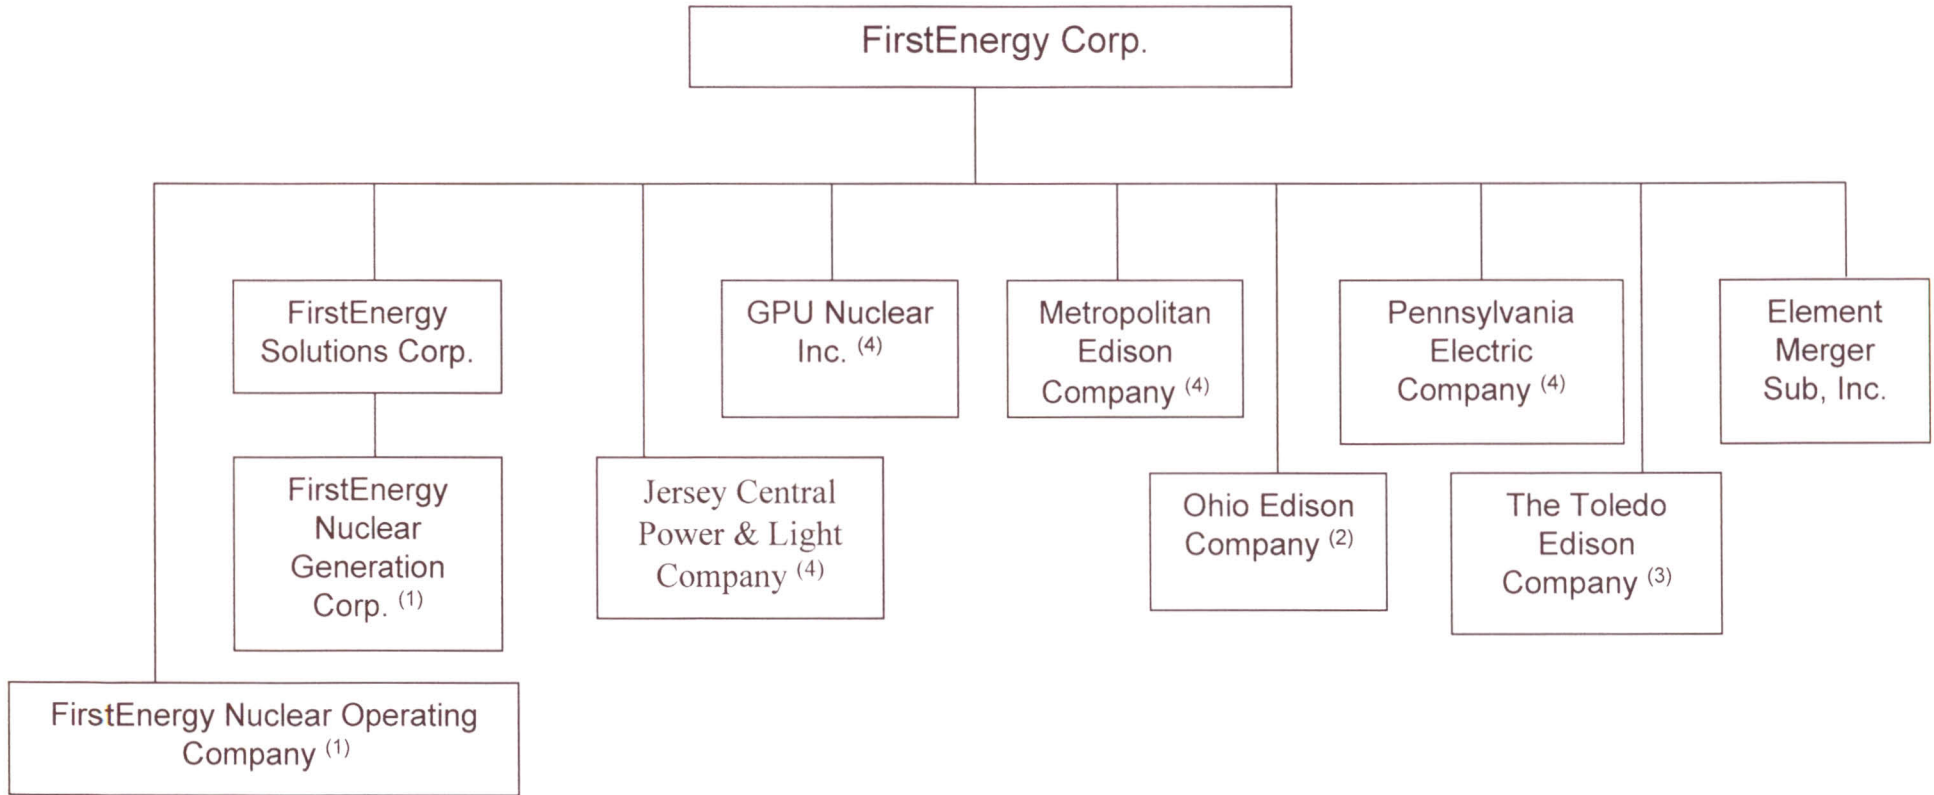 FirstEnergy Corp.
FirstEnergy
Solutions Corp.
GPU Nuclear
Inc. (4)
Metropolitan
Edison
Company (4)
Pennsylvania
Electric
Company (4)
Element
Merger
Sub, Inc.
FirstEnergy
Nuclear
Generation
Corp. (1)
Jersey Central
Power & Light
Company (4)
Ohio Edison
Company (2)
The Toledo
Edison
Company (3)
FirstEnergy Nuclear Operating
Company (1)